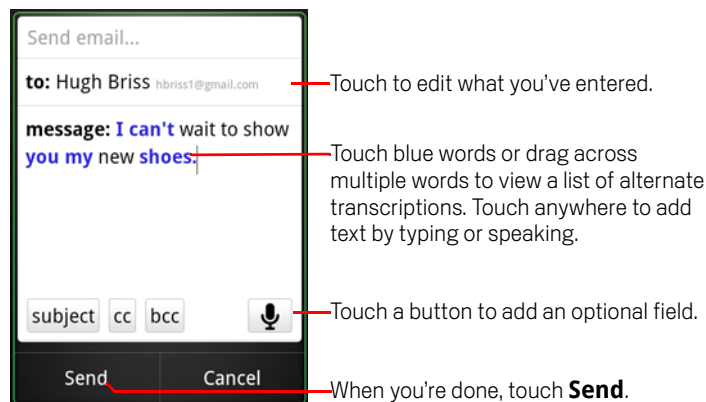 Send email...
to: Hugh Briss hbriss1@gmail.com
Touch to edit what you've entered.
message: I can't wait to show
you my new shoes.
Touch blue words or drag across
multiple words to view a list of alternate
transcriptions. Touch anywhere to add
text by typing or speaking.
subject cc bcc
Touch a button to add an optional field.
Send Cancel
When you're done, touch Send.